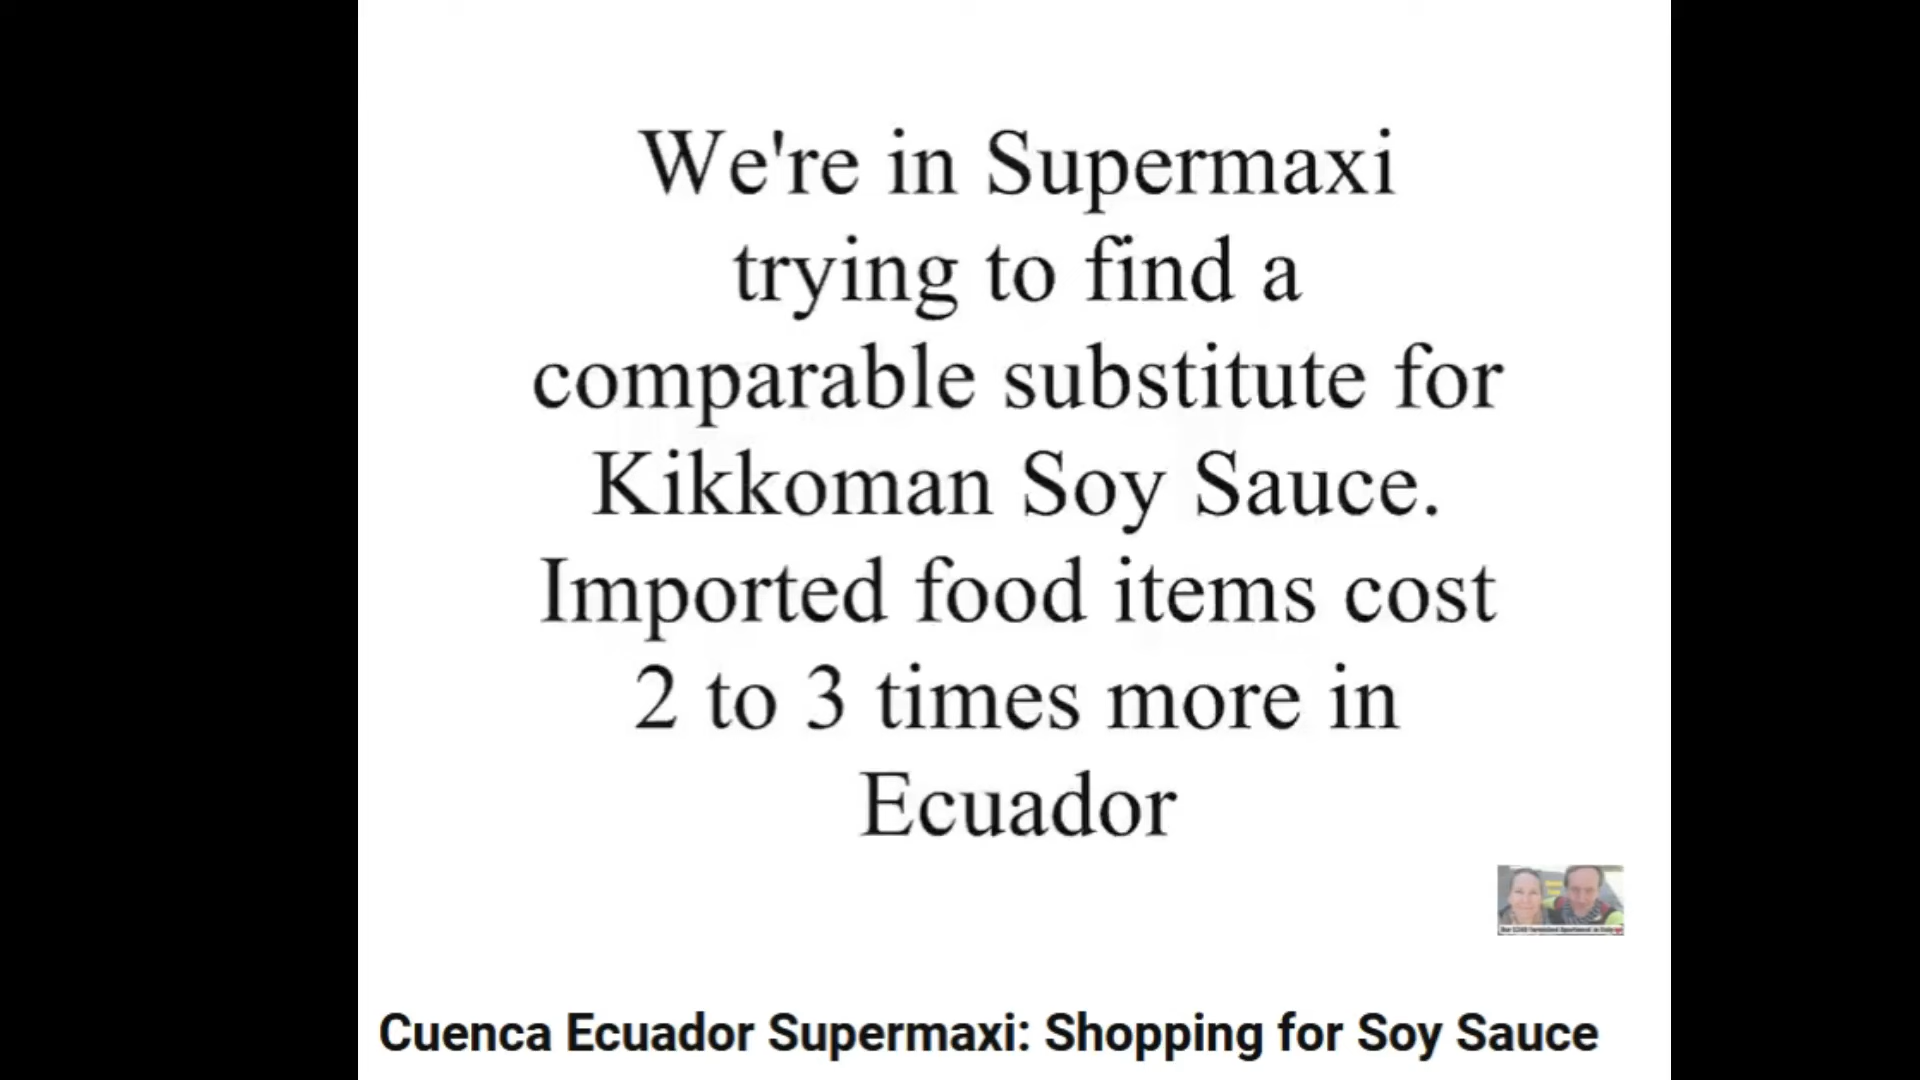 We're in Supermaxi
trying to find a
comparable substitute for
Kikkoman Soy Sauce.
Imported food items cost
2 to 3 times more in
Ecuador
Cuenca Ecuador Supermaxi: Shopping for Soy Sauce